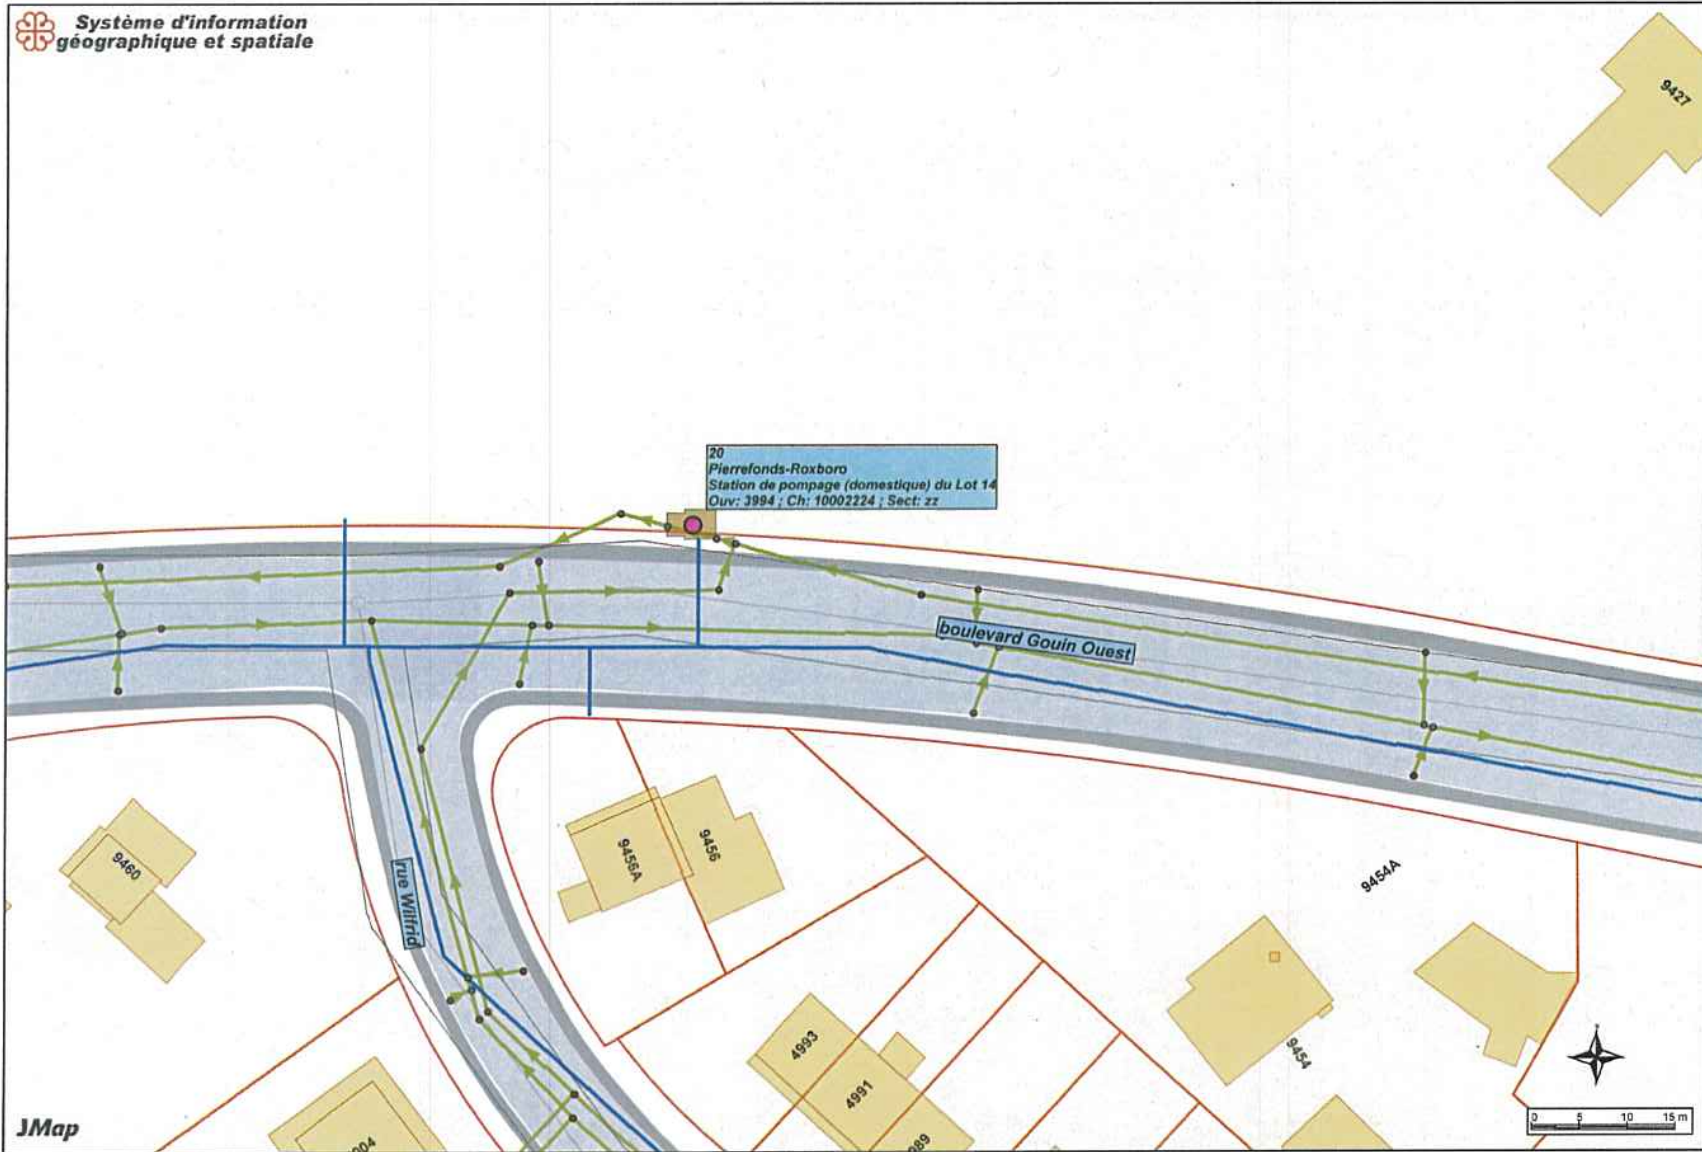 Système d'information
géographique et spatiale
9427
20
Pierrefonds-Roxboro
Station de pompage (domestique) du Lot 14
Ouv: 3994 ; Ch: 10002224 ; Sect: zz
boulevard Gouin Ouest
9460
rue Wilfrid
9456A
9456
9454A
9454
4993
4991
0 5 10 15 m
JMap